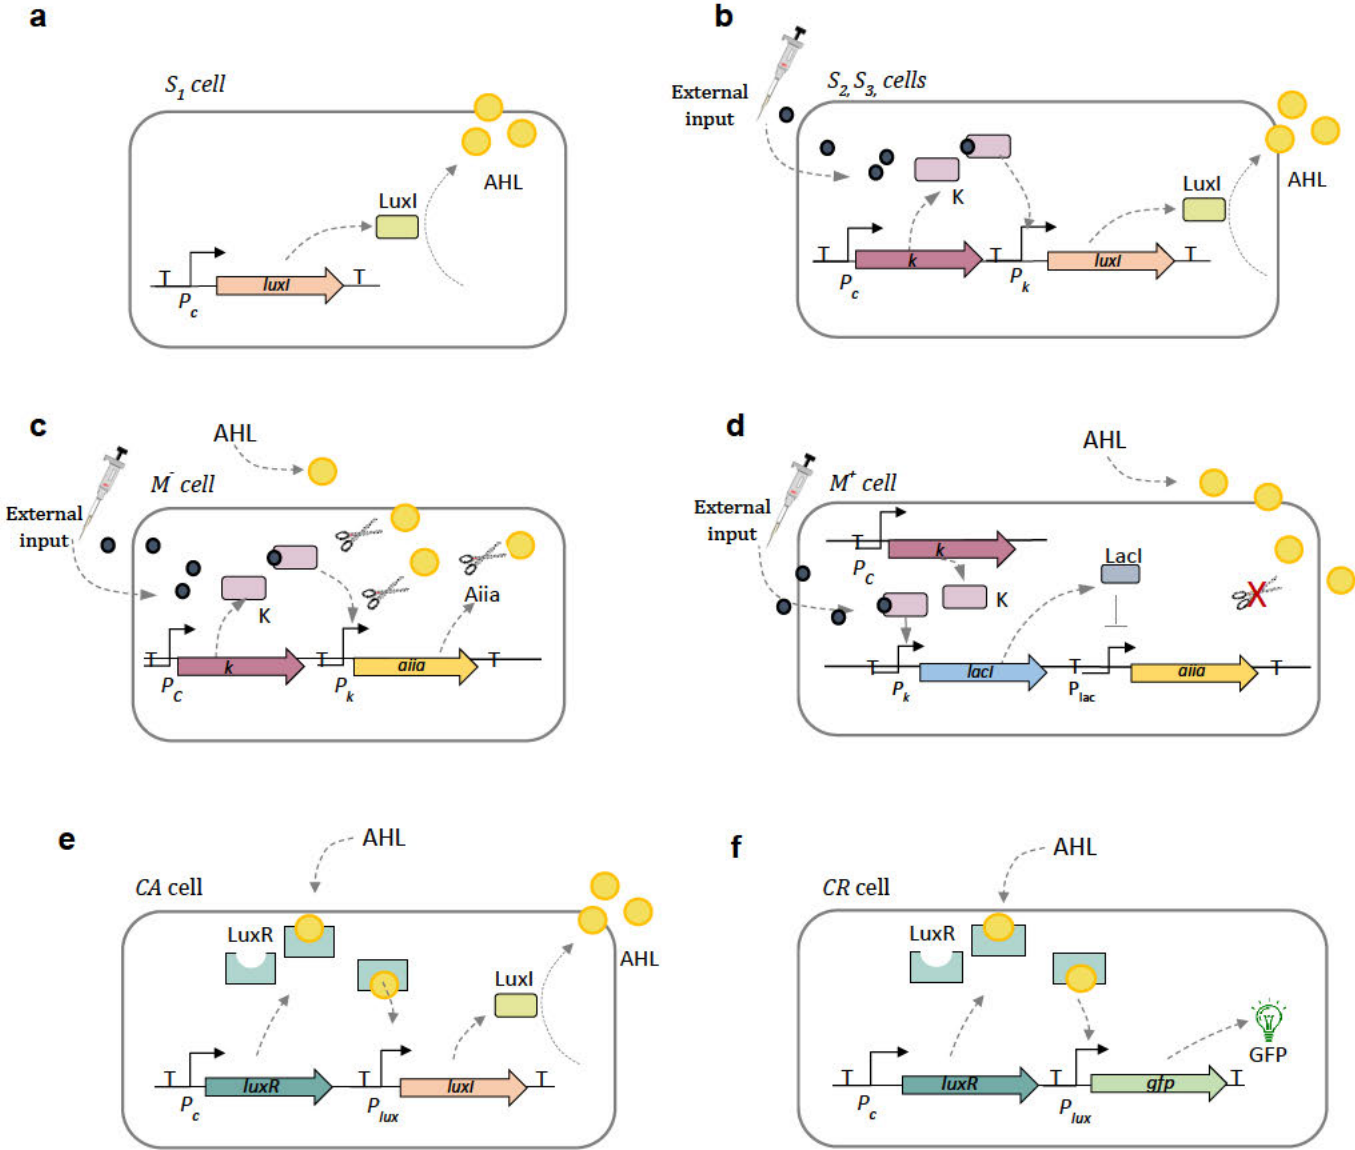 a
S1 cell
AHL
LuxI
T
T
luxI
Pc
b
External
input
S2, S3, cells
K
LuxI
AHL
T
T
T
k
luxI
Pc
Pk
c
AHL
M- cell
External
input
K
Aiia
T
T
T
k
aiia
PC
Pk
d
AHL
M+ cell
External
input
T
k
PC
LacI
K
X
T
T
T
lacI
aiia
Pk
Plac
e
AHL
CA cell
LuxR
LuxI
AHL
T
T
T
luxR
luxI
Pc
Plux
f
AHL
CR cell
LuxR
GFP
T
T
T
luxR
gfp
Pc
Plux